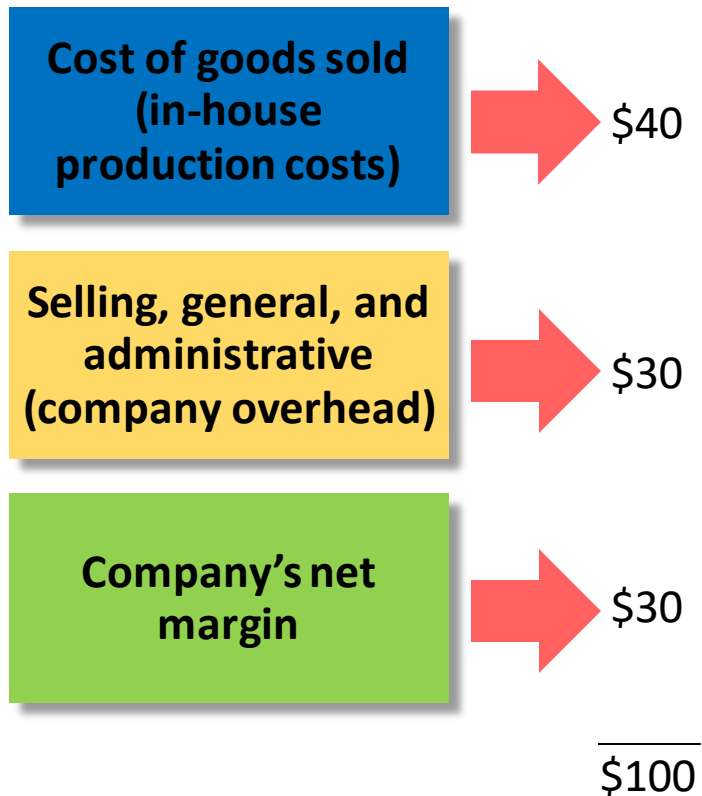 Cost of goods sold
(in-house
production costs)
$40
Selling, general, and
administrative
(company overhead)
$30
Company's net
margin
$30
$100